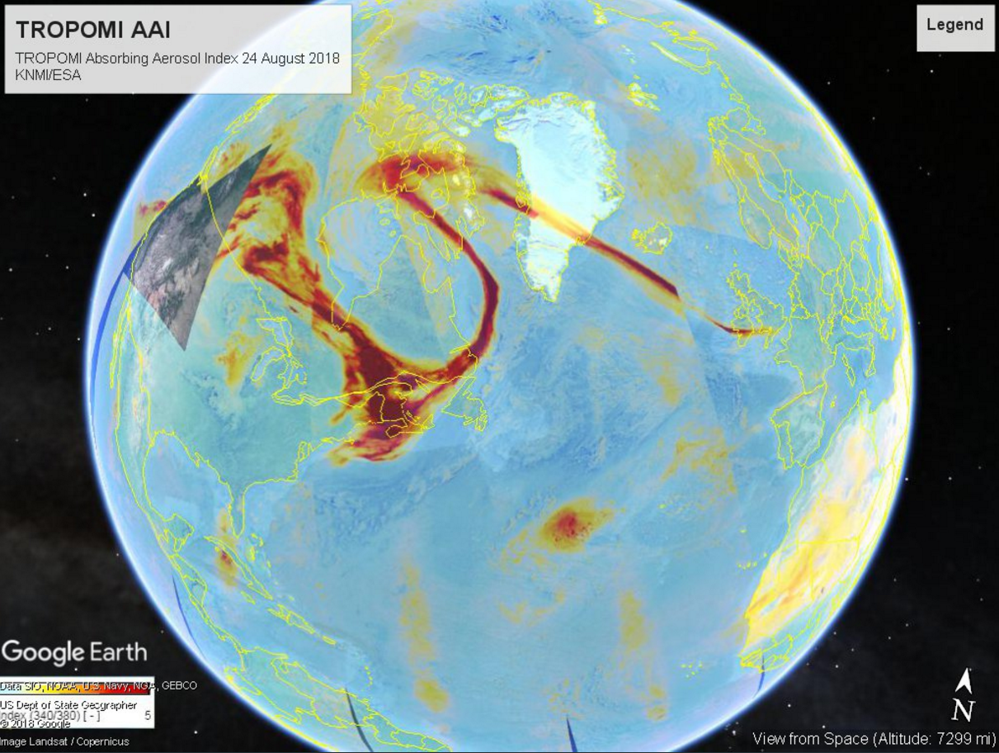 TROPOMI AAI
TROPOMI Absorbing Aerosol Index 24 August 2018
KNMI/ESA
Legend
Google Earth
Data SIO, NOAA, U.S. Navy, NGA, GEBCO
US Dept of State Geographer
Index (340/380) [ - ] 5
© 2018 Google
Image Landsat / Copernicus
N
View from Space (Altitude: 7299 mi)